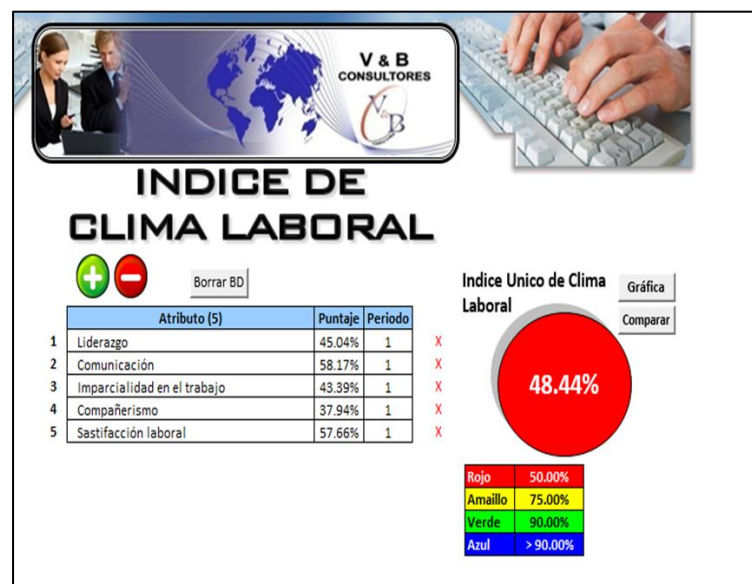 V & B
CONSULTORES
V&B
INDICE DE
CLIMA LABORAL
Borrar BD
Indice Unico de Clima
Laboral
Gráfica
Comparar
Atributo (5) Puntaje Periodo
1 Liderazgo 45.04% 1 X
2 Comunicación 58.17% 1 X
3 Imparcialidad en el trabajo 43.39% 1 X
4 Compañerismo 37.94% 1 X
5 Sastifacción laboral 57.66% 1 X
48.44%
Rojo 50.00%
Amaillo 75.00%
Verde 90.00%
Azul > 90.00%